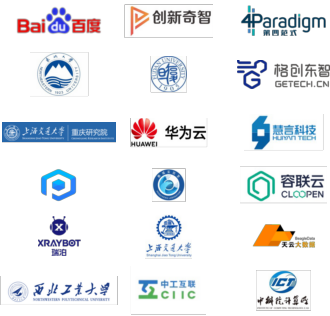 Bai du 百度
创新奇智
4Paradigm
第四范式
1905
格创东智
GETECH.CN
上海交通大学 重庆研究院
HUAWEI
华为云
慧言科技
HUIYAN TECH
容联云
CLOOPEN
XRAYBOT
瑞泊
上海交通大学
Shanghai Jiao Tong University
天云大数据
西北工业大学
NORTHWESTERN POLYTECHNICAL UNIVERSITY
中工互联
CIIC
ICT
中科院计算所